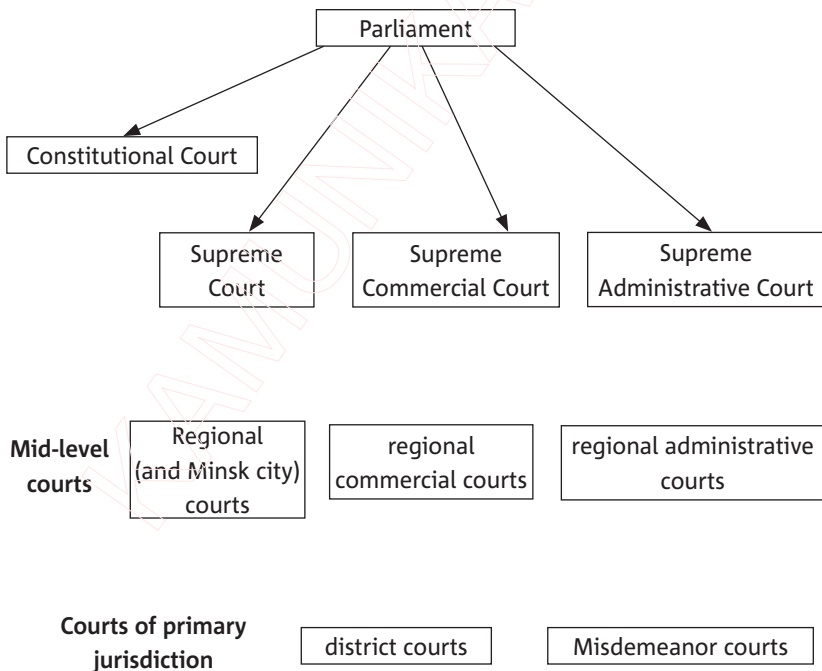 Parliament
Constitutional Court
Supreme
Court
Supreme
Commercial Court
Supreme
Administrative Court
Mid-level
courts
Regional
(and Minsk city)
courts
regional
commercial courts
regional administrative
courts
Courts of primary
jurisdiction
district courts
Misdemeanor courts
KAMUNIKA